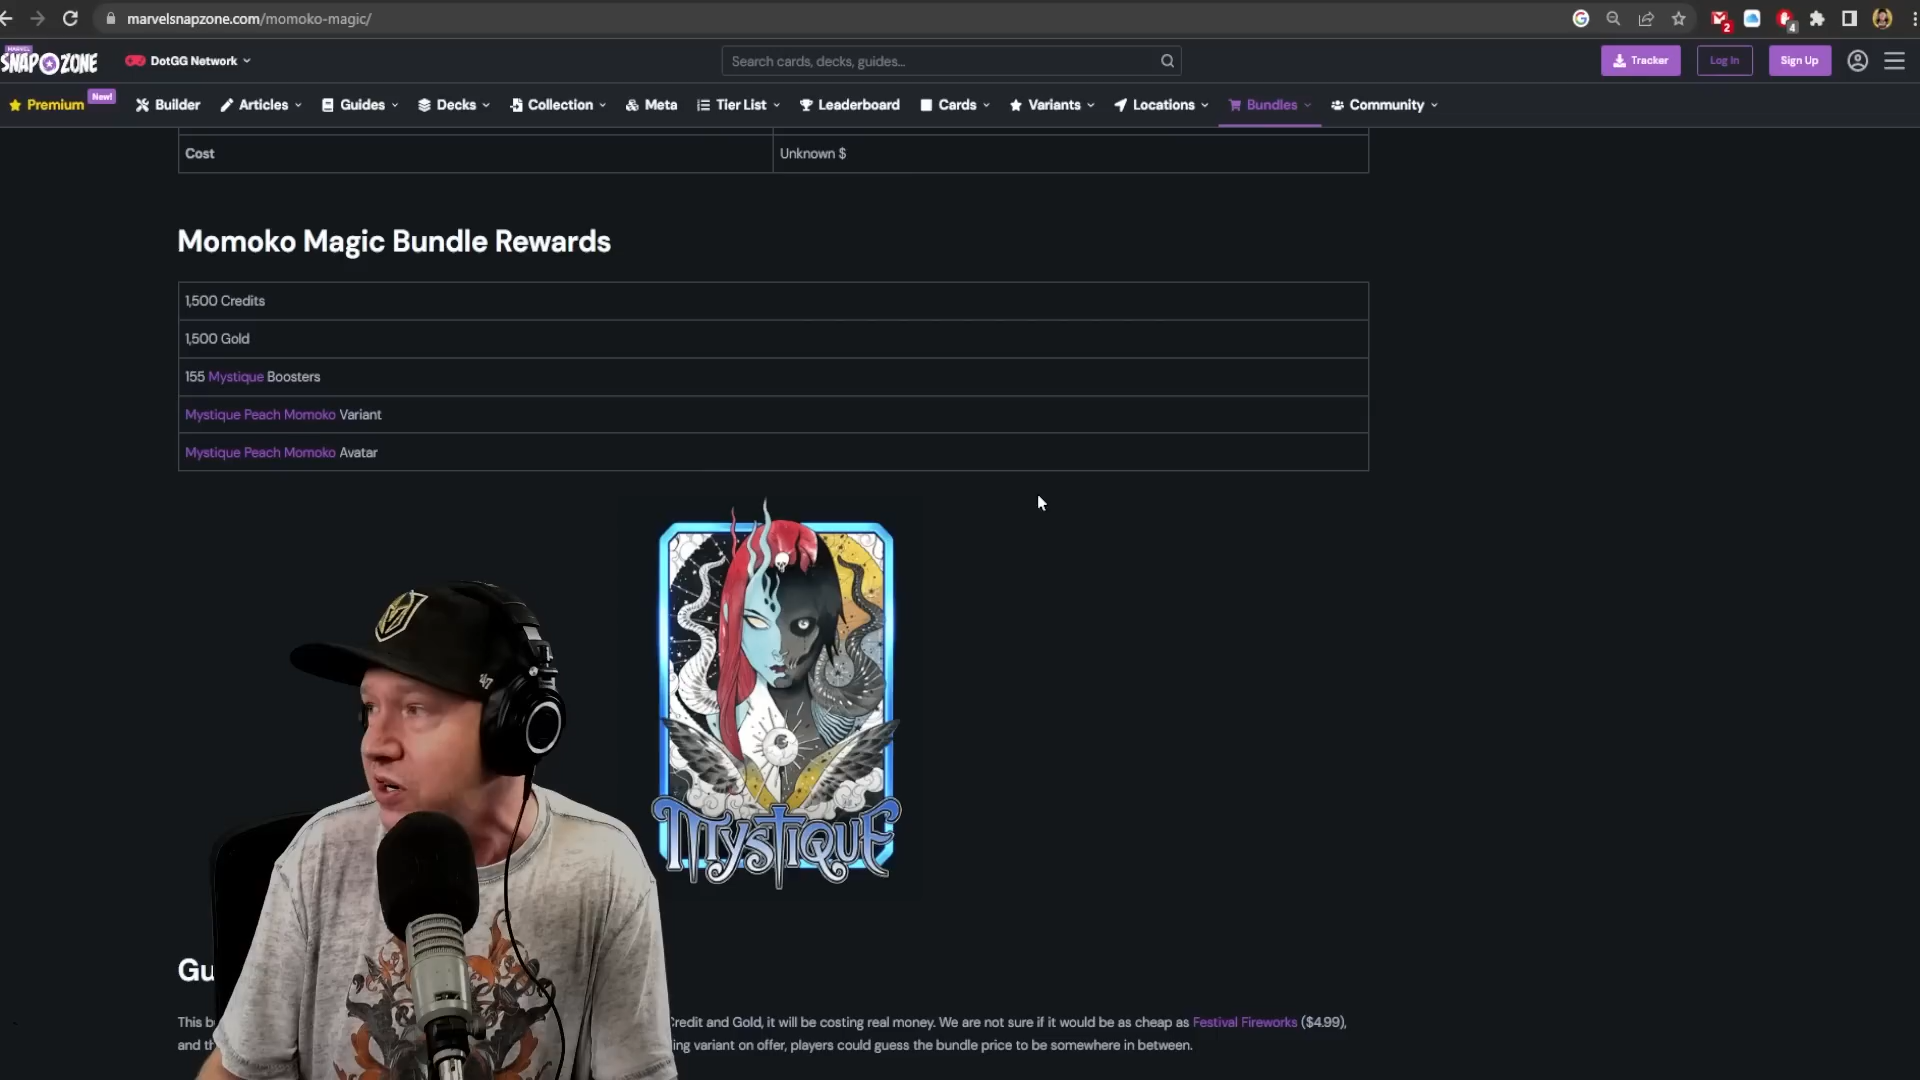 marvelsnapzone.com/momoko-magic/
2
4
MARVEL
SNAP ZONE
DotGG Network
Search cards, decks, guides...
Tracker
Log In
Sign Up
Premium
New!
Builder
Articles
Guides
Decks
Collection
Meta
Tier List
Leaderboard
Cards
Variants
Locations
Bundles
Community
Cost
Unknown $
Momoko Magic Bundle Rewards
1,500 Credits
1,500 Gold
155 Mystique Boosters
Mystique Peach Momoko Variant
Mystique Peach Momoko Avatar
47
MYSTIQUE
Gu
This b
Credit and Gold, it will be costing real money. We are not sure if it would be as cheap as Festival Fireworks ($4.99),
and th
ing variant on offer, players could guess the bundle price to be somewhere in between.